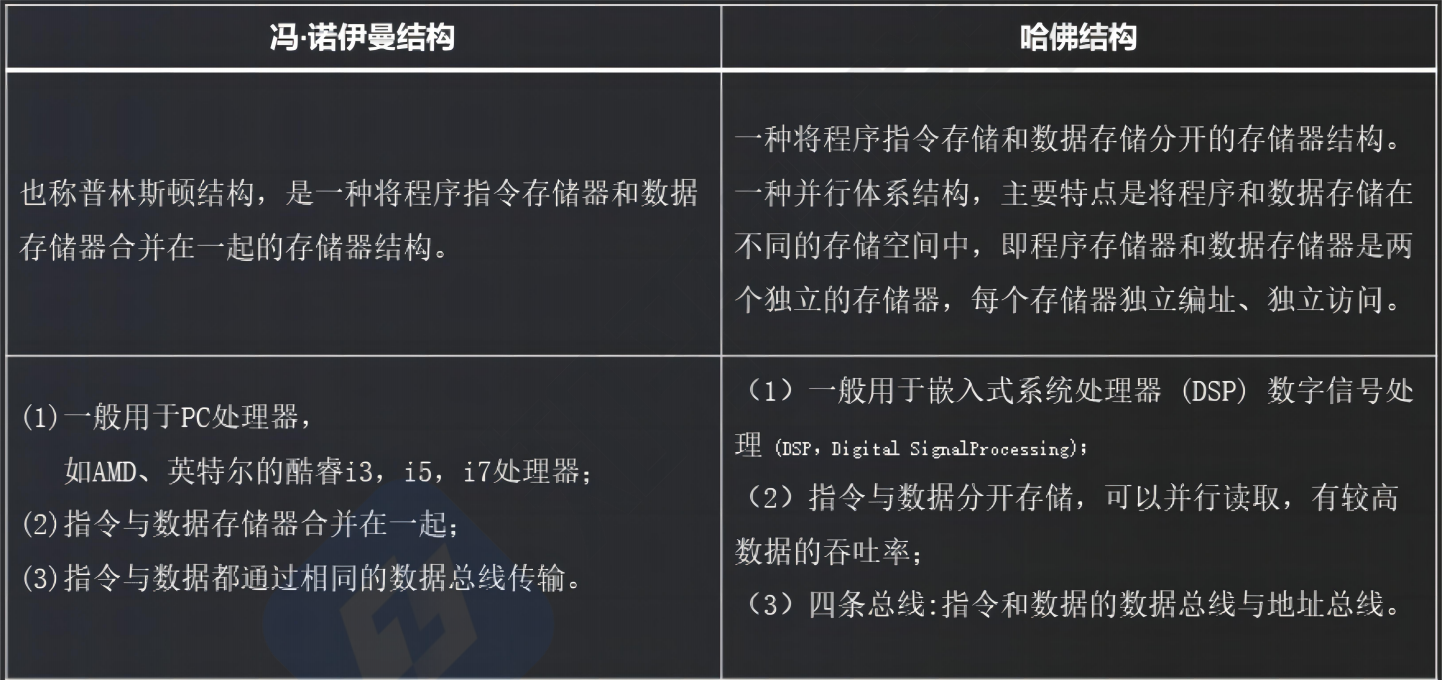 冯·诺伊曼结构
哈佛结构
也称普林斯顿结构，是一种将程序指令存储器和数据
存储器合并在一起的存储器结构。
一种将程序指令存储和数据存储分开的存储器结构。
一种并行体系结构，主要特点是将程序和数据存储在
不同的存储空间中，即程序存储器和数据存储器是两
个独立的存储器，每个存储器独立编址、独立访问。
(1)一般用于PC处理器，
如AMD、英特尔的酷睿i3，i5，i7处理器；
(2)指令与数据存储器合并在一起；
(3)指令与数据都通过相同的数据总线传输。
（1）一般用于嵌入式系统处理器 (DSP) 数字信号处
理 (DSP，Digital SignalProcessing)；
（2）指令与数据分开存储，可以并行读取，有较高
数据的吞吐率；
（3）四条总线:指令和数据的数据总线与地址总线。